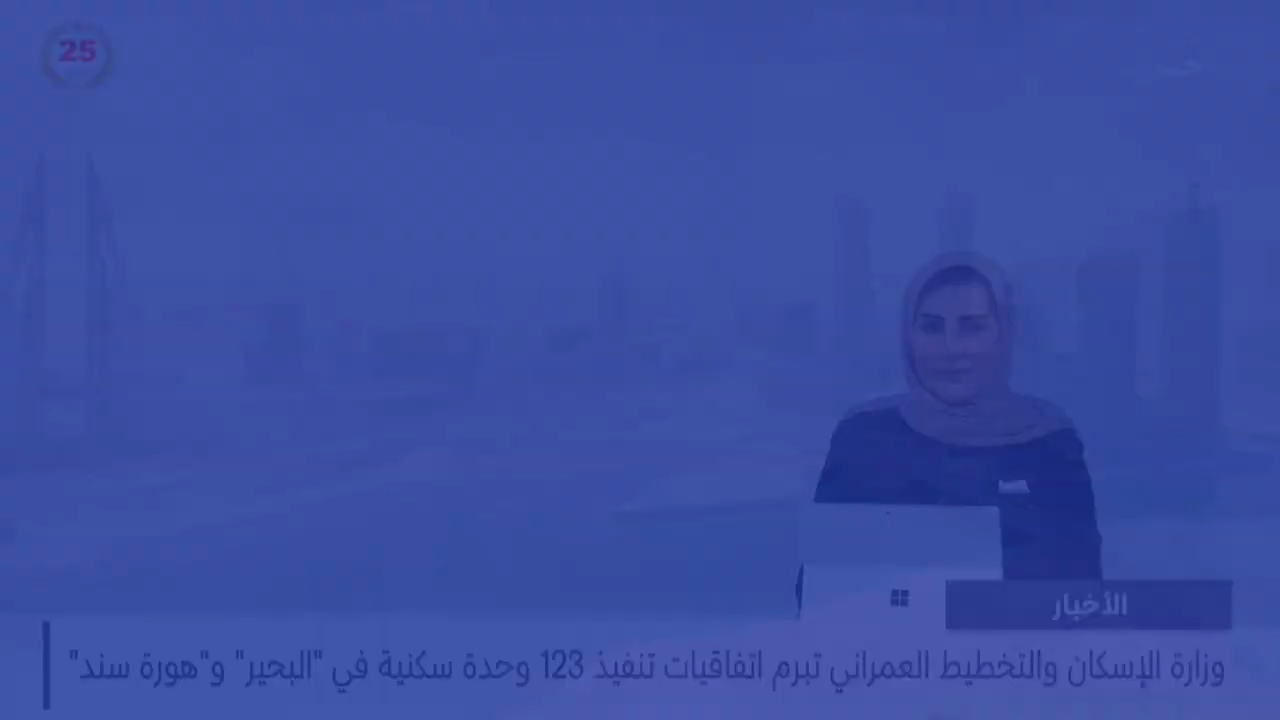 25
الأخبار
وزارة الإسكان والتخطيط العمراني تبرم اتفاقيات تنفيذ 123 وحدة سكنية في "البحير" و"هورة سند"